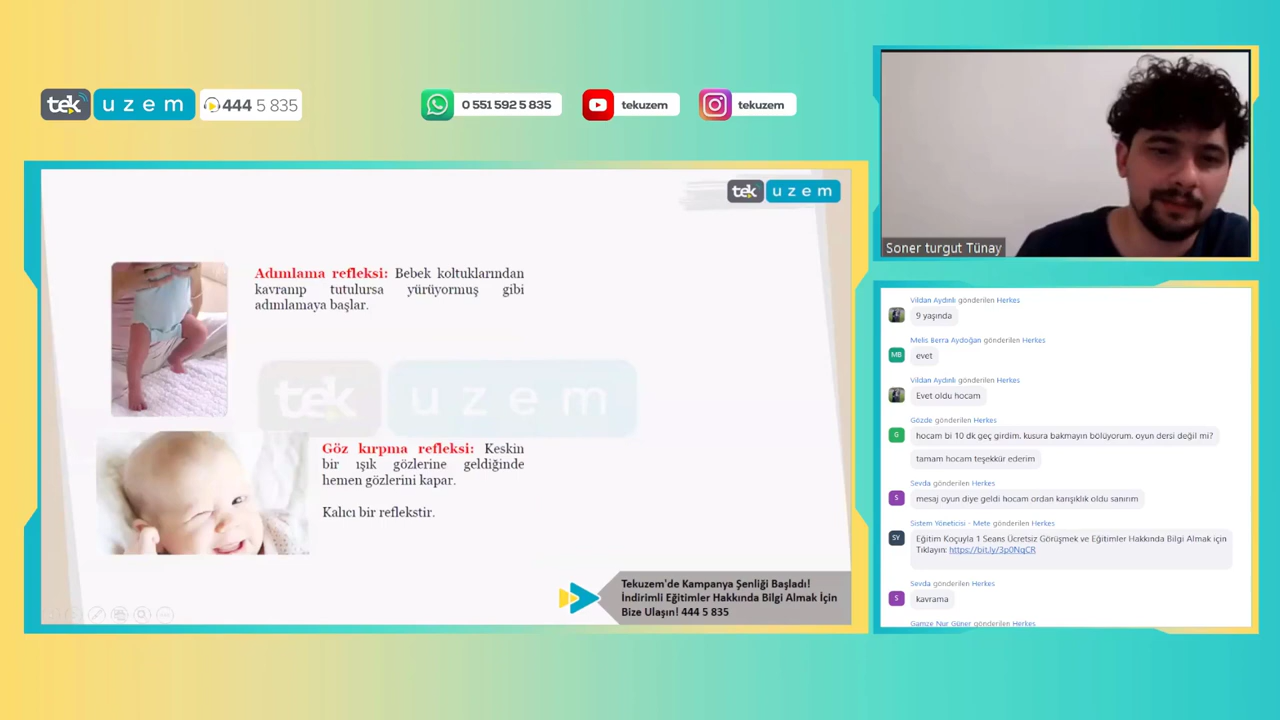 tek uzem 444 5 835
0 551 592 5 835
tekuzem
tekuzem
tek uzem
Adımlama refleksi: Bebek koltuklarından
kavranıp tutulursa yürüyormuş gibi
adımlamaya başlar.
tek uzem
Göz kırpma refleksi: Keskin
bir ışık gözlerine geldiğinde
hemen gözlerini kapar.
Kalıcı bir reflekstir.
Tekuzem'de Kampanya Şenliği Başladı!
İndirimli Eğitimler Hakkında Bilgi Almak İçin
Bize Ulaşın! 444 5 835
Soner turgut Tünay
Vildan Aydınlı gönderilen Herkes
9 yaşında
Melis Berra Aydoğan gönderilen Herkes
MB
evet
Vildan Aydınlı gönderilen Herkes
Evet oldu hocam
Gözde gönderilen Herkes
G
hocam bi 10 dk geç girdim. kusura bakmayın bölüyorum. oyun dersi değil mi?
tamam hocam teşekkür ederim
Sevda gönderilen Herkes
S
mesaj oyun diye geldi hocam ordan karışıklık oldu sanırım
Sistem Yöneticisi - Mete gönderilen Herkes
SY
Eğitim Koçuyla 1 Seans Ücretsiz Görüşmek ve Eğitimler Hakkında Bilgi Almak için
Tıklayın: https://bit.ly/3p0NqCR
Sevda gönderilen Herkes
S
kavrama
Gamze Nur Güner gönderilen Herkes